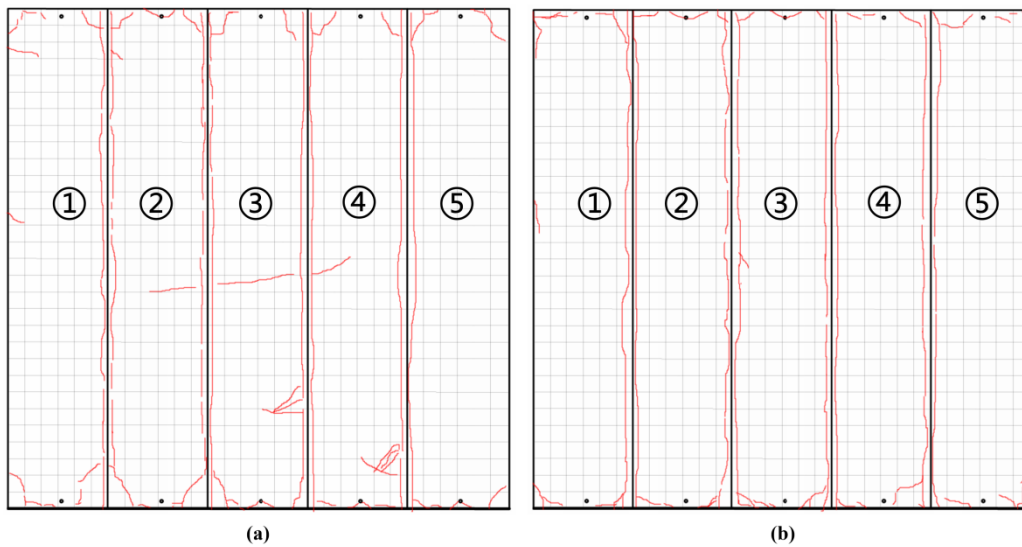 ① ② ③ ④ ⑤
① ② ③ ④ ⑤
(a)
(b)